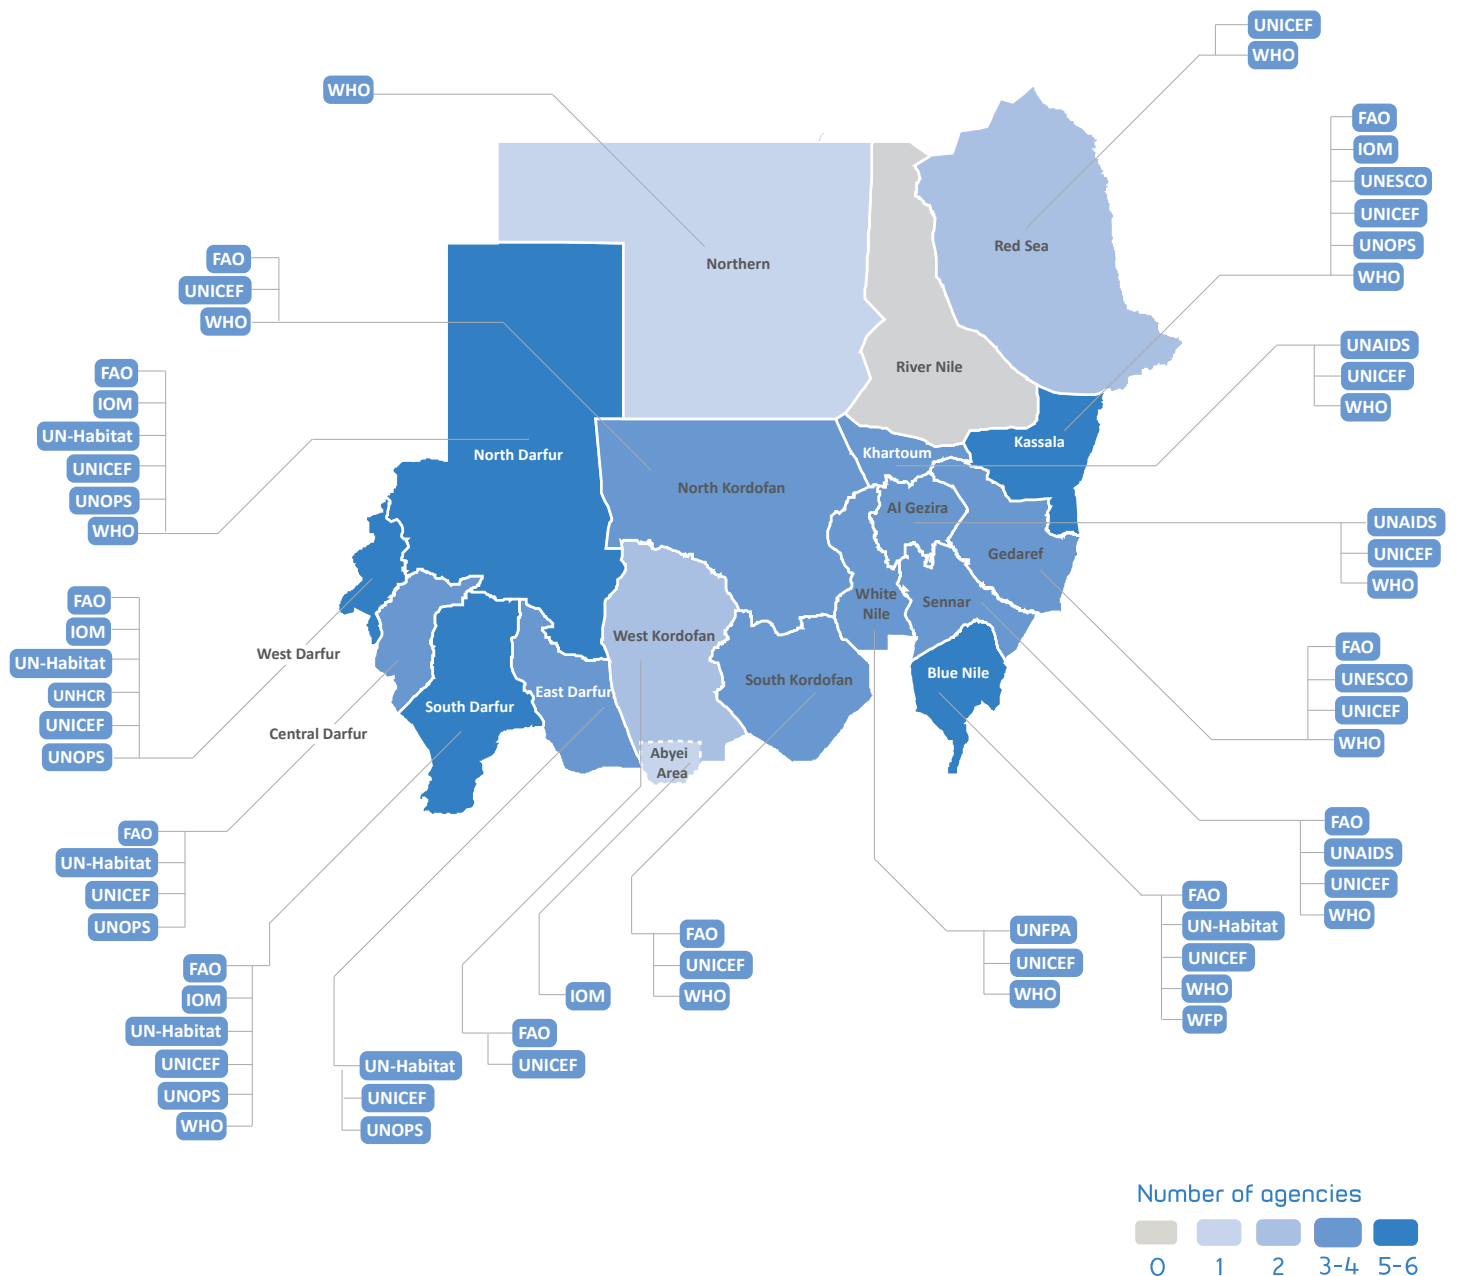 UNICEF
WHO
WHO
FAO
IOM
UNESCO
UNICEF
UNOPS
WHO
Northern
Red Sea
FAO
UNICEF
WHO
River Nile
UNAIDS
UNICEF
WHO
FAO
IOM
UN-Habitat
UNICEF
UNOPS
WHO
North Darfur
North Kordofan
Khartoum
Kassala
Al Gezira
Gedaref
UNAIDS
UNICEF
WHO
FAO
IOM
UN-Habitat
UNHCR
UNICEF
UNOPS
West Darfur
Central Darfur
South Darfur
East Darfur
West Kordofan
South Kordofan
White
Nile
Sennar
Blue Nile
Abyei
Area
FAO
UNESCO
UNICEF
WHO
FAO
UN-Habitat
UNICEF
UNOPS
FAO
UNAIDS
UNICEF
WHO
FAO
IOM
UN-Habitat
UNICEF
UNOPS
WHO
UN-Habitat
UNICEF
UNOPS
FAO
UNICEF
IOM
FAO
UNICEF
WHO
UNFPA
UNICEF
WHO
FAO
UN-Habitat
UNICEF
WHO
WFP
Number of agencies
0 1 2 3-4 5-6